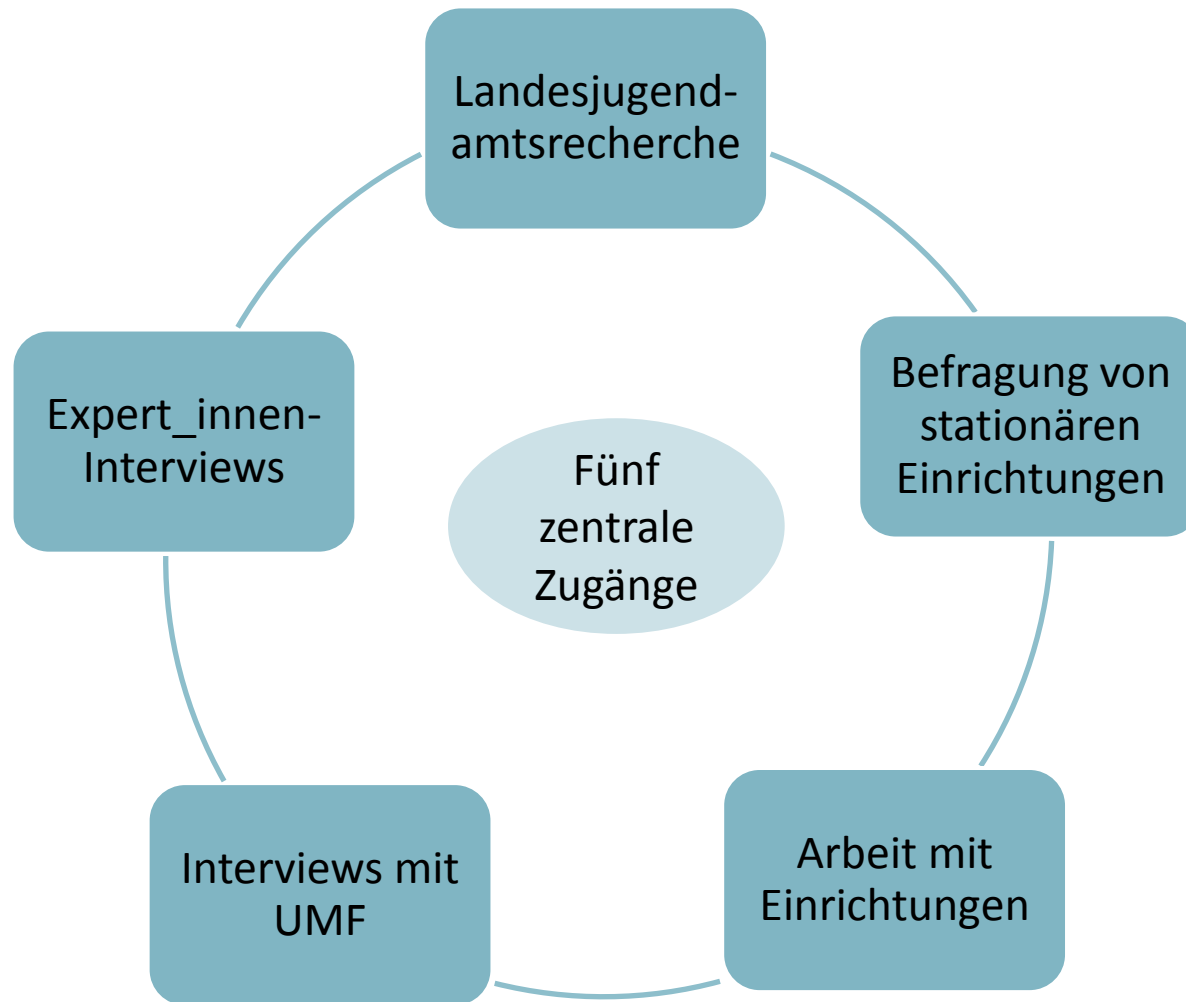 Landesjugend-
amtsrecherche
Befragung von
stationären
Einrichtungen
Arbeit mit
Einrichtungen
Interviews mit
UMF
Expert_innen-
Interviews
Fünf
zentrale
Zugänge